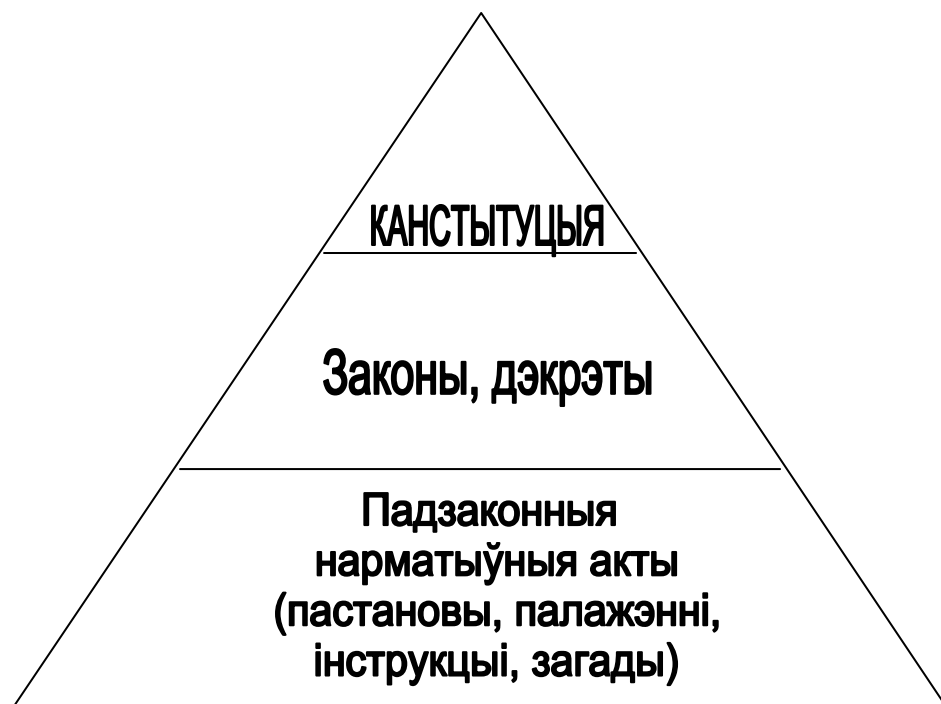 КАНСТЫТУЦЫЯ
Законы, дэкрэты
Падзаконныя
нарматыўныя акты
(пастановы, палажэнні,
інструкцыі, загады)